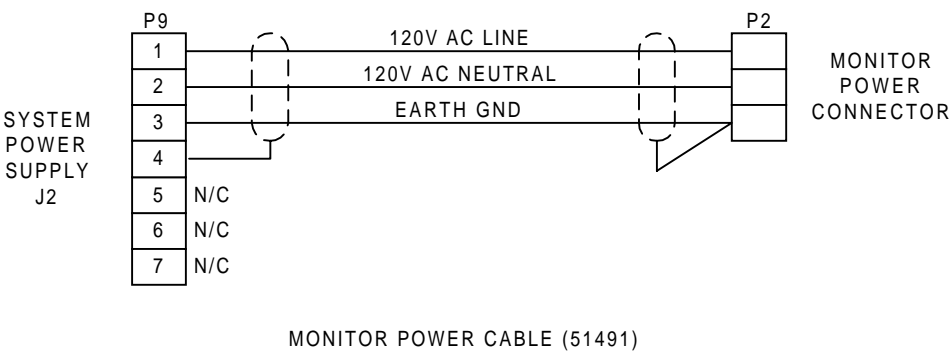 P9
P2
1
120V AC LINE
2
120V AC NEUTRAL
3
EARTH GND
4
5 N/C
6 N/C
7 N/C
SYSTEM
POWER
SUPPLY
J2
MONITOR
POWER
CONNECTOR
MONITOR POWER CABLE (51491)